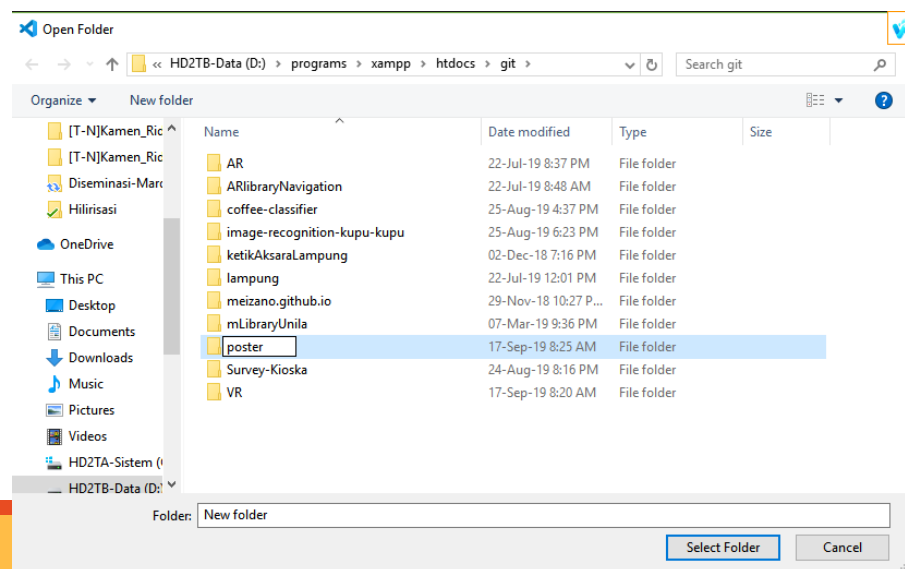 Open Folder
« HD2TB-Data (D:) > programs > xampp > htdocs > git >
Search git
Organize New folder
Name Date modified Type Size
[T-N]Kamen_Ric
[T-N]Kamen_Ric
Diseminasi-Marc
Hilirisasi
OneDrive
This PC
Desktop
Documents
Downloads
Music
Pictures
Videos
HD2TA-Sistem (
HD2TB-Data (D:
AR 22-Jul-19 8:37 PM File folder
ARlibraryNavigation 22-Jul-19 8:48 AM File folder
coffee-classifier 25-Aug-19 4:37 PM File folder
image-recognition-kupu-kupu 25-Aug-19 6:23 PM File folder
ketikAksaraLampung 02-Dec-18 7:16 PM File folder
lampung 22-Jul-19 12:01 PM File folder
meizano.github.io 29-Nov-18 10:27 P... File folder
mLibraryUnila 07-Mar-19 9:36 PM File folder
poster 17-Sep-19 8:25 AM File folder
Survey-Kioska 24-Aug-19 8:16 PM File folder
VR 17-Sep-19 8:20 AM File folder
Folder: New folder
Select Folder Cancel